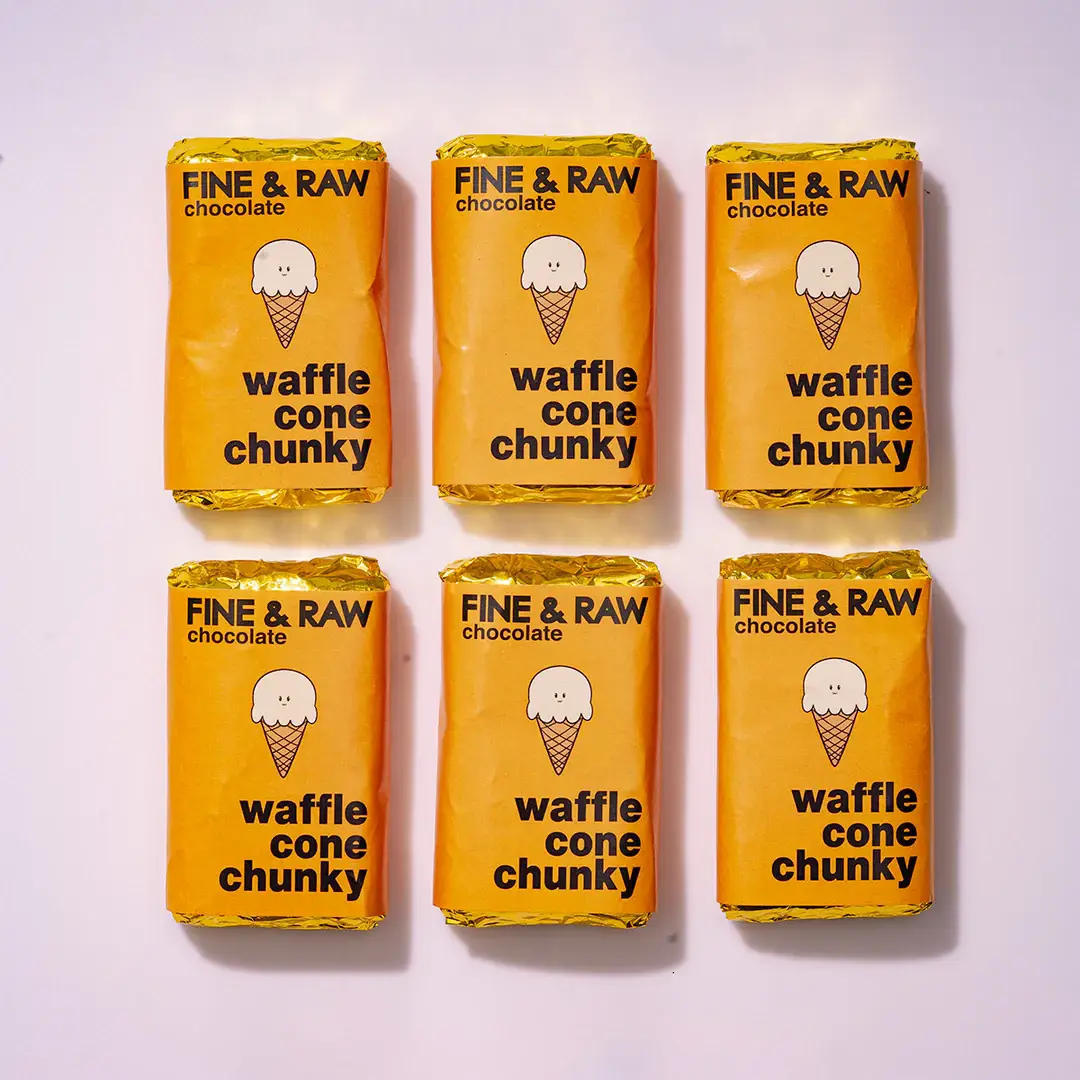 FINE & RAW
chocolate
waffle
cone
chunky
FINE & RAW
chocolate
waffle
cone
chunky
FINE & RAW
chocolate
waffle
cone
chunky
FINE & RAW
chocolate
waffle
cone
chunky
FINE & RAW
chocolate
waffle
cone
chunky
FINE & RAW
chocolate
waffle
cone
chunky